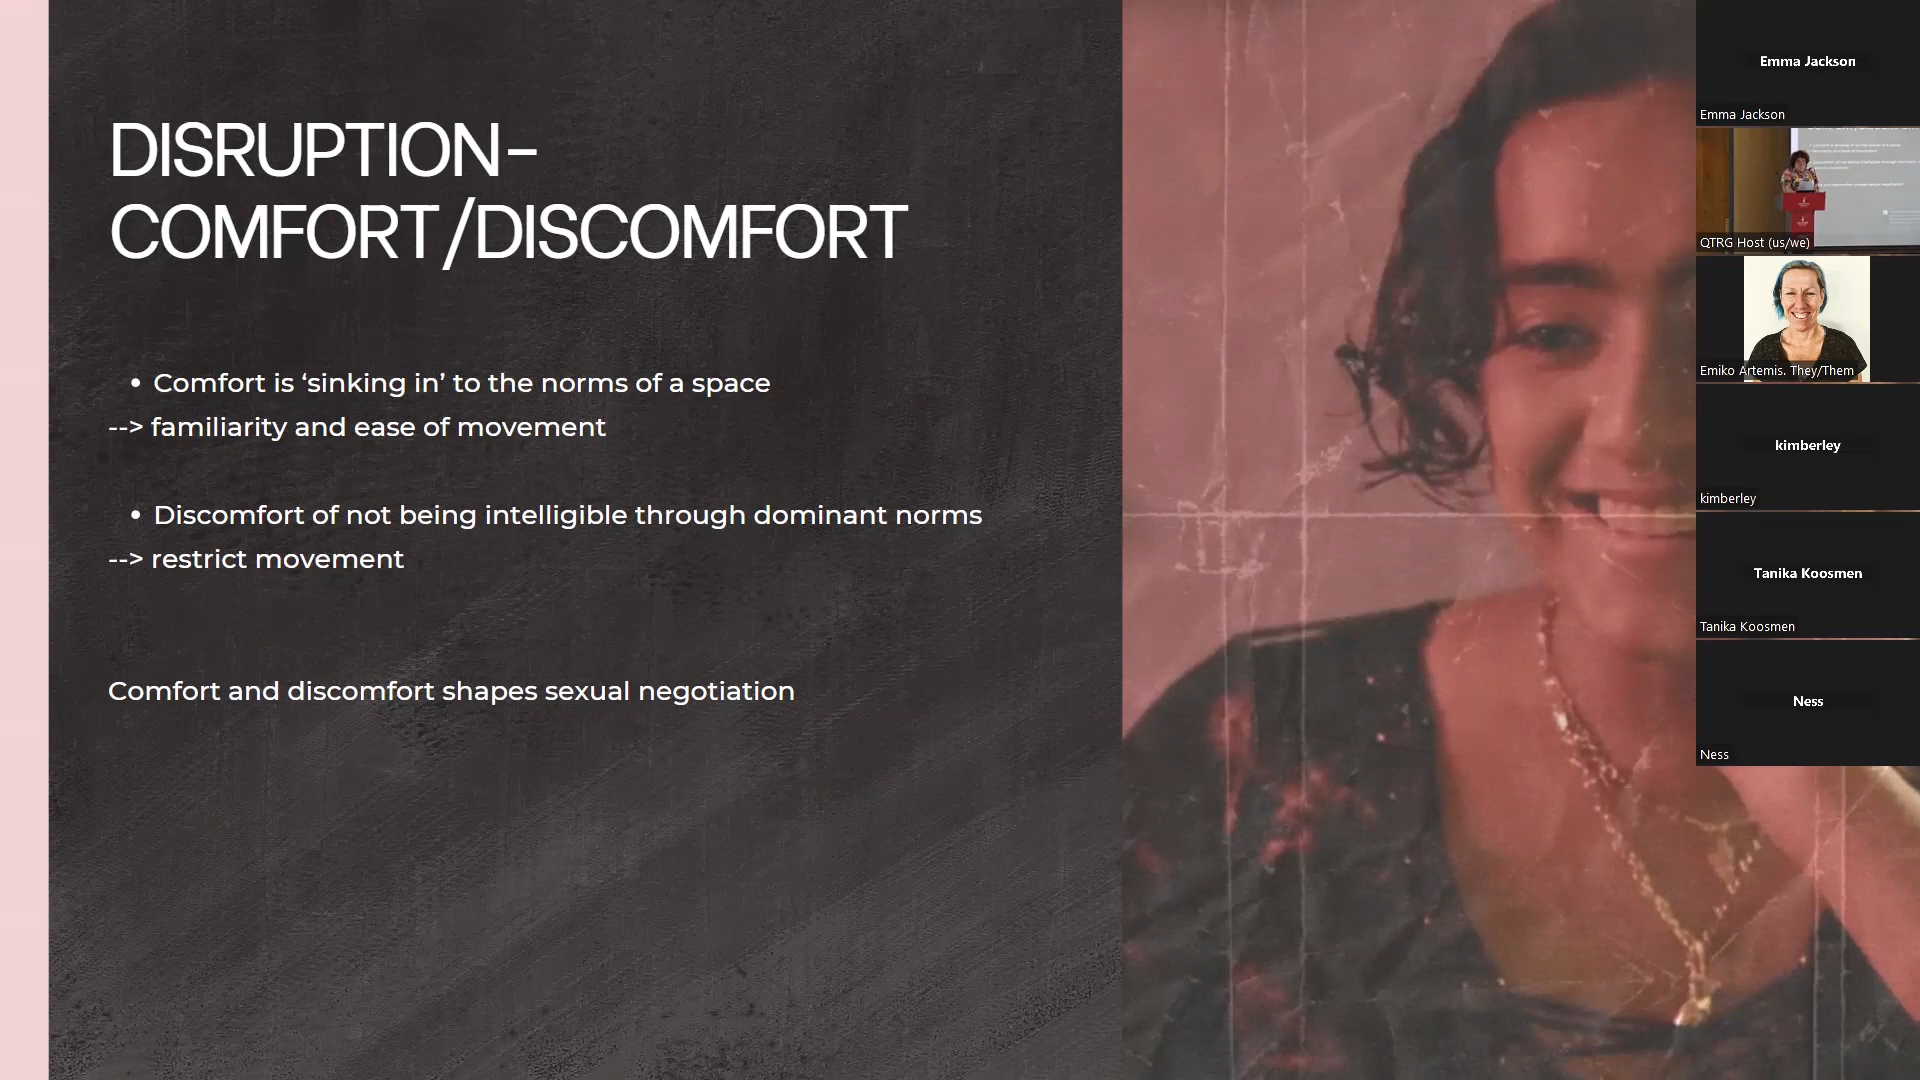 DISRUPTION-
COMFORT/DISCOMFORT
• Comfort is ‘sinking in’ to the norms of a space
--> familiarity and ease of movement
• Discomfort of not being intelligible through dominant norms
--> restrict movement
Comfort and discomfort shapes sexual negotiation
Emma Jackson
Emma Jackson
QTRG Host (us/we)
Emiko Artemis. They/Them
kimberley
kimberley
Tanika Koosmen
Tanika Koosmen
Ness
Ness